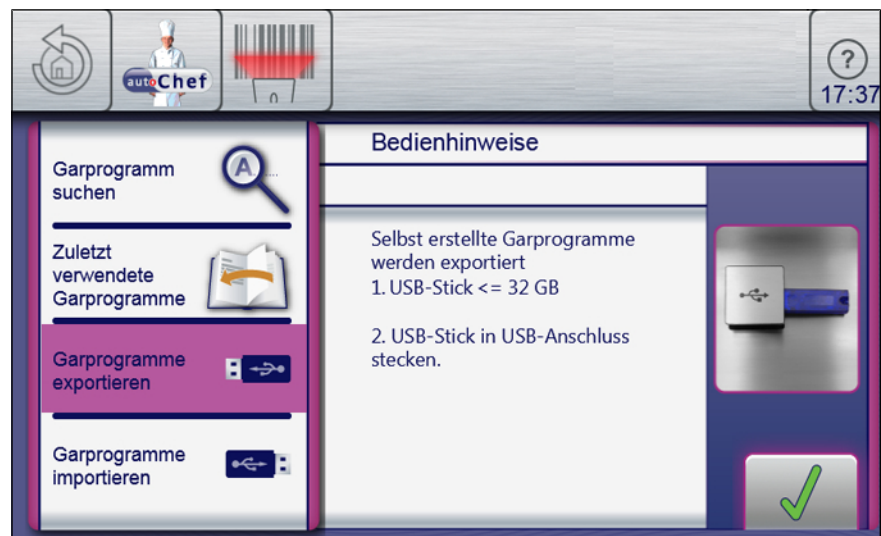 autoChef
?
17:37
Garprogramm
suchen
A
Zuletzt
verwendete
Garprogramme
Garprogramme
exportieren
Garprogramme
importieren
Bedienhinweise
Selbst erstellte Garprogramme
werden exportiert
1. USB-Stick <= 32 GB
2. USB-Stick in USB-Anschluss
stecken.